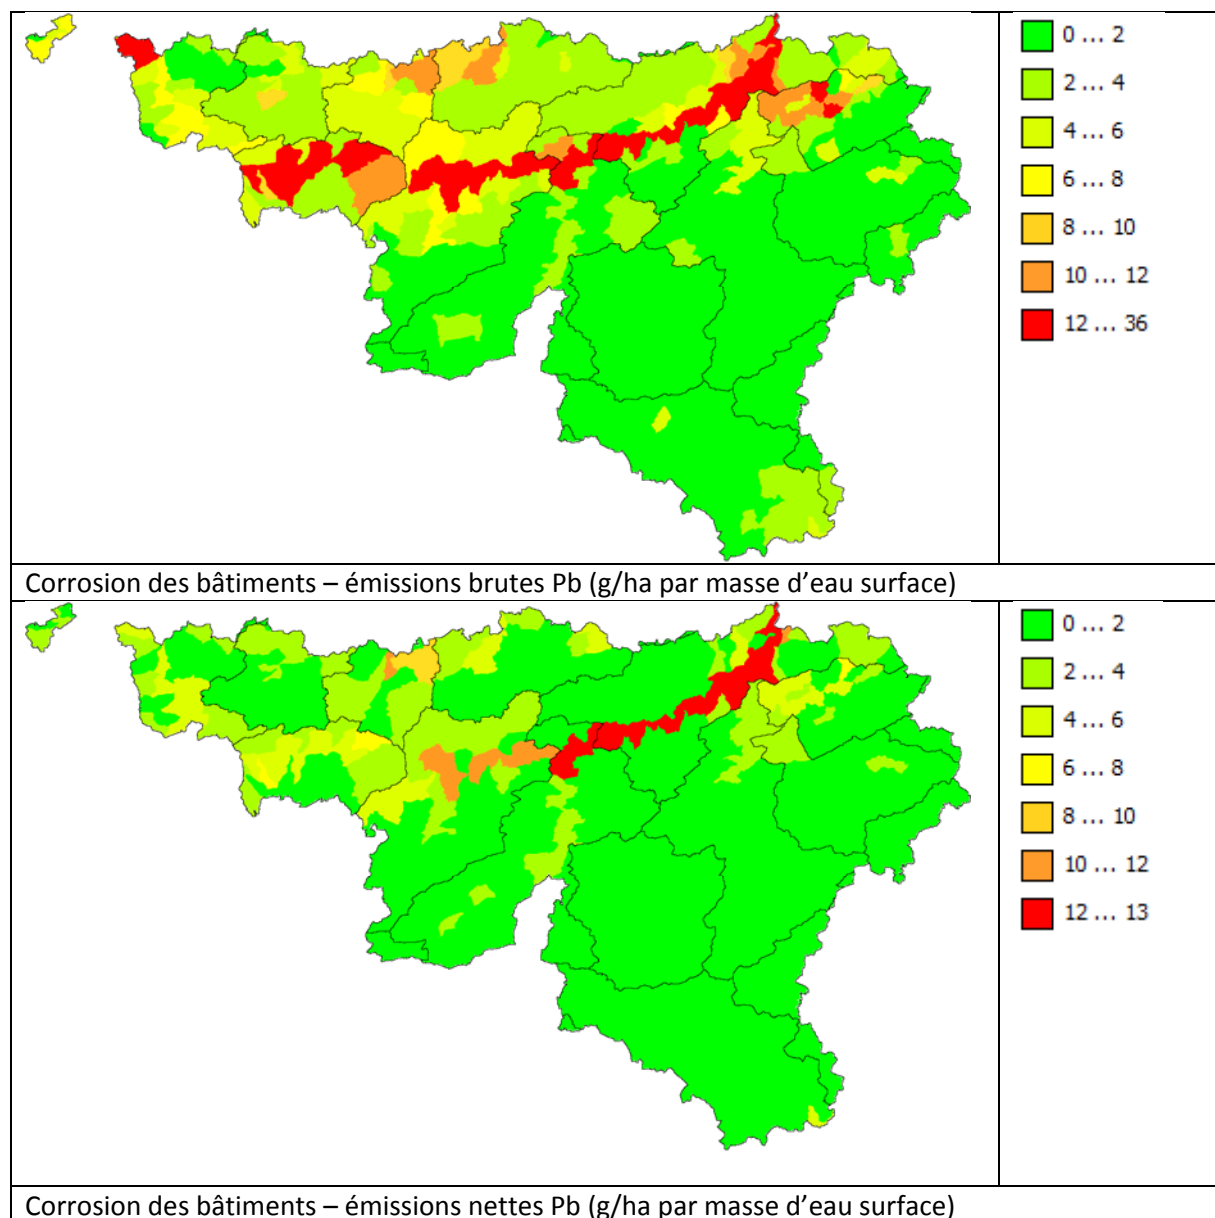 0 ... 2
2 ... 4
4 ... 6
6 ... 8
8 ... 10
10 ... 12
12 ... 36
Corrosion des bâtiments – émissions brutes Pb (g/ha par masse d’eau surface)
0 ... 2
2 ... 4
4 ... 6
6 ... 8
8 ... 10
10 ... 12
12 ... 13
Corrosion des bâtiments – émissions nettes Pb (g/ha par masse d’eau surface)